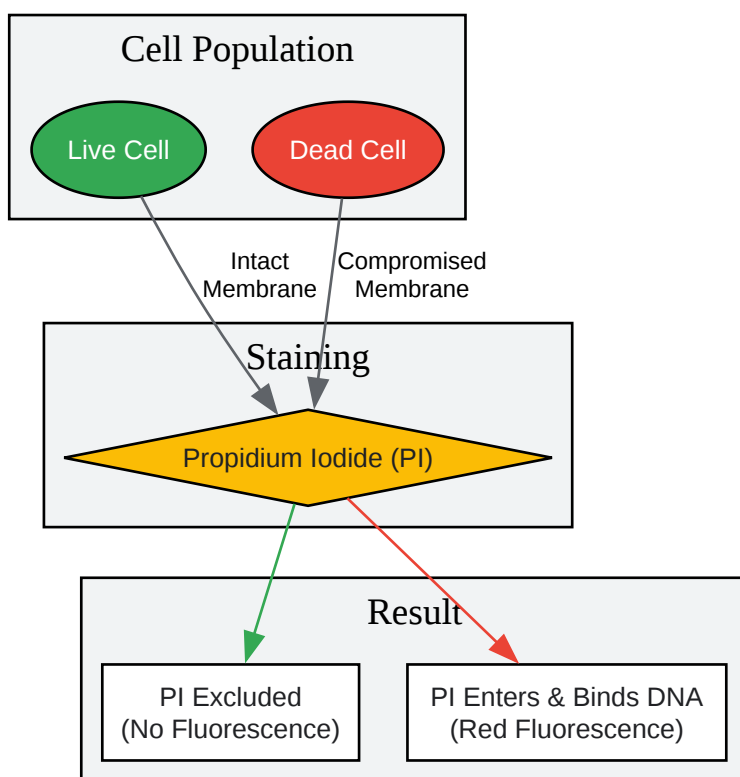 Cell Population
Live Cell
Dead Cell
Intact
Membrane
Compromised
Membrane
Staining
Propidium Iodide (PI)
Result
PI Excluded
(No Fluorescence)
PI Enters & Binds DNA
(Red Fluorescence)